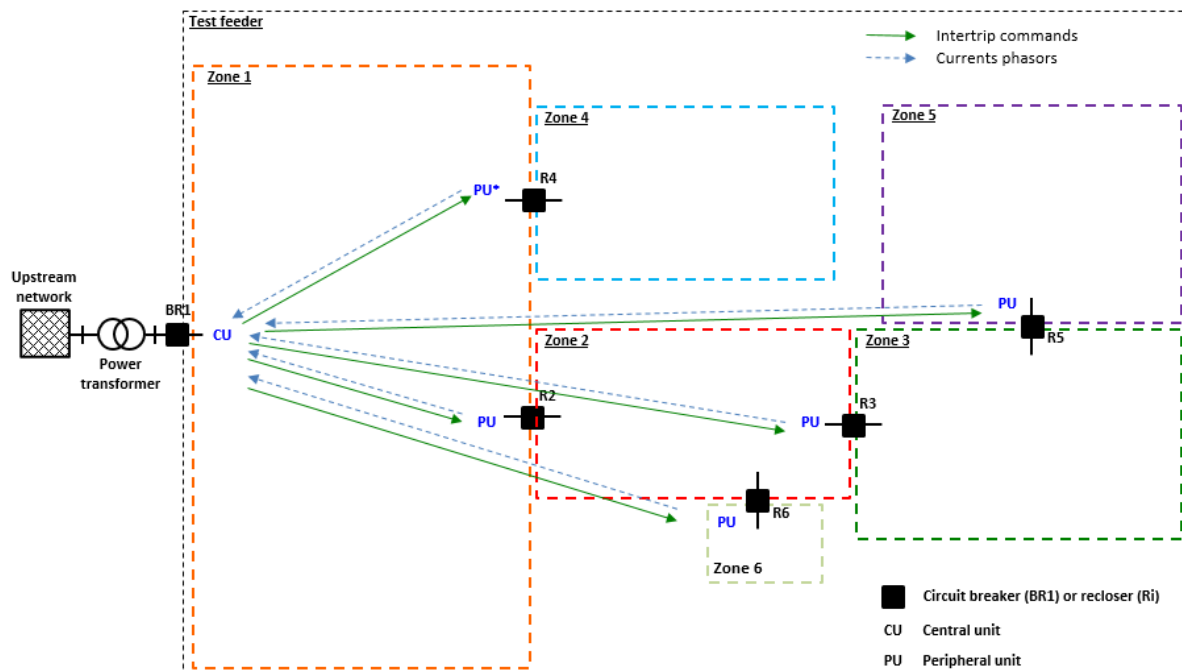 Test feeder
Intertrip commands
Currents phasors
Zone 1
Zone 4
Zone 5
R4
PU*
Upstream
network
BR1
CU
Power
transformer
PU
R5
Zone 2
Zone 3
R2
PU
R3
PU
R6
PU
Zone 6
Circuit breaker (BR1) or recloser (Ri)
CU Central unit
PU Peripheral unit